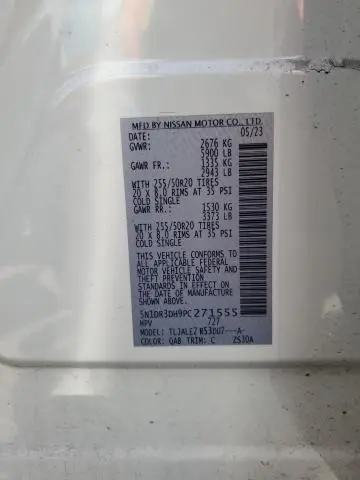 MFD BY NISSAN MOTOR CO., LTD.
DATE: 05/23
GVWR: 2676 KG
5900 LB
GAWR FR.: 1335 KG
2943 LB
WITH 255/50R20 TIRES
20 X 8.0 RIMS AT 35 PSI
COLD SINGLE
GAWR RR.: 1530 KG
3373 LB
WITH 255/50R20 TIRES
20 X 8.0 RIMS AT 35 PSI
COLD SINGLE
THIS VEHICLE CONFORMS TO
ALL APPLICABLE FEDERAL
MOTOR VEHICLE SAFETY AND
THEFT PREVENTION
STANDARDS IN EFFECT ON
THE DATE OF MANUFACTURE
SHOWN ABOVE.
5N1DR3DH9PC271555
MPV 727
MODEL: TLJALEZ R53DU7---A-
COLOR: QAB TRIM: C ZS30A